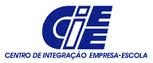 CIEE
CENTRO DE INTEGRAÇÃO EMPRESA-ESCOLA